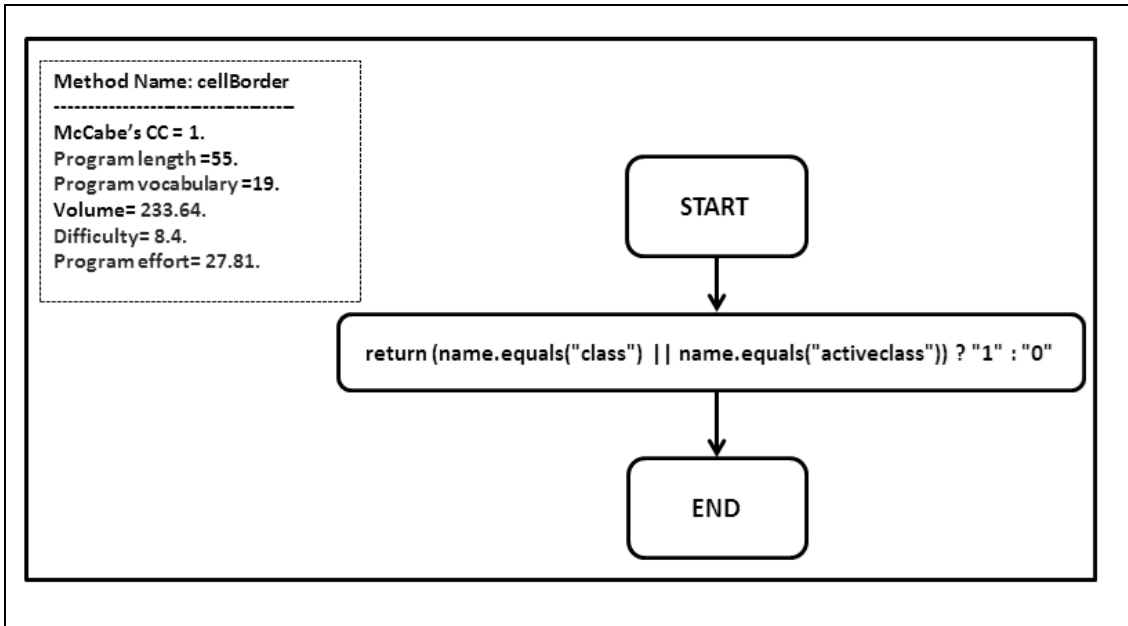 Method Name: cellBorder
-----------------------------------
McCabe's CC = 1.
Program length =55.
Program vocabulary =19.
Volume= 233.64.
Difficulty= 8.4.
Program effort= 27.81.
START
return (name.equals("class") || name.equals("activeclass")) ? "1" : "0"
END